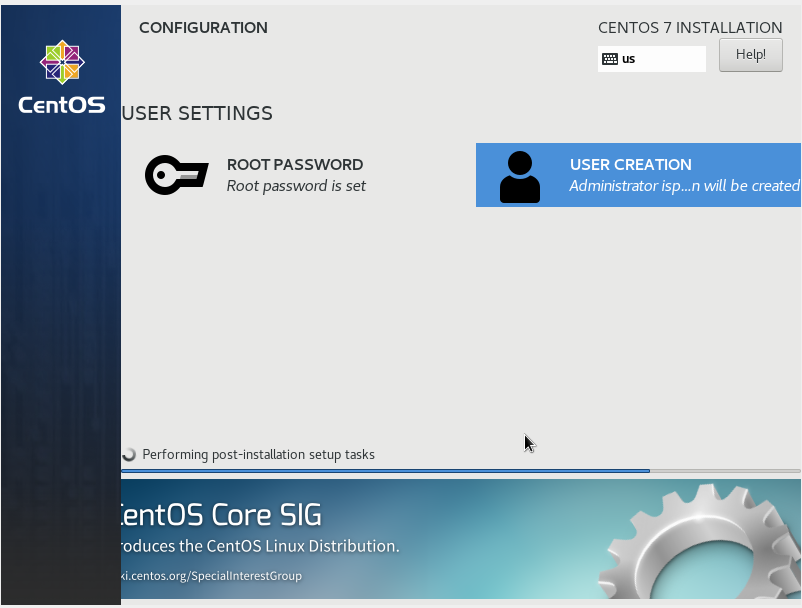 CONFIGURATION
CENTOS 7 INSTALLATION
us
Help!
CentOS
USER SETTINGS
ROOT PASSWORD
Root password is set
USER CREATION
Administrator isp...n will be created
Performing post-installation setup tasks
CentOS Core SIG
roduces the CentOS Linux Distribution.
ki.centos.org/SpecialInterestGroup